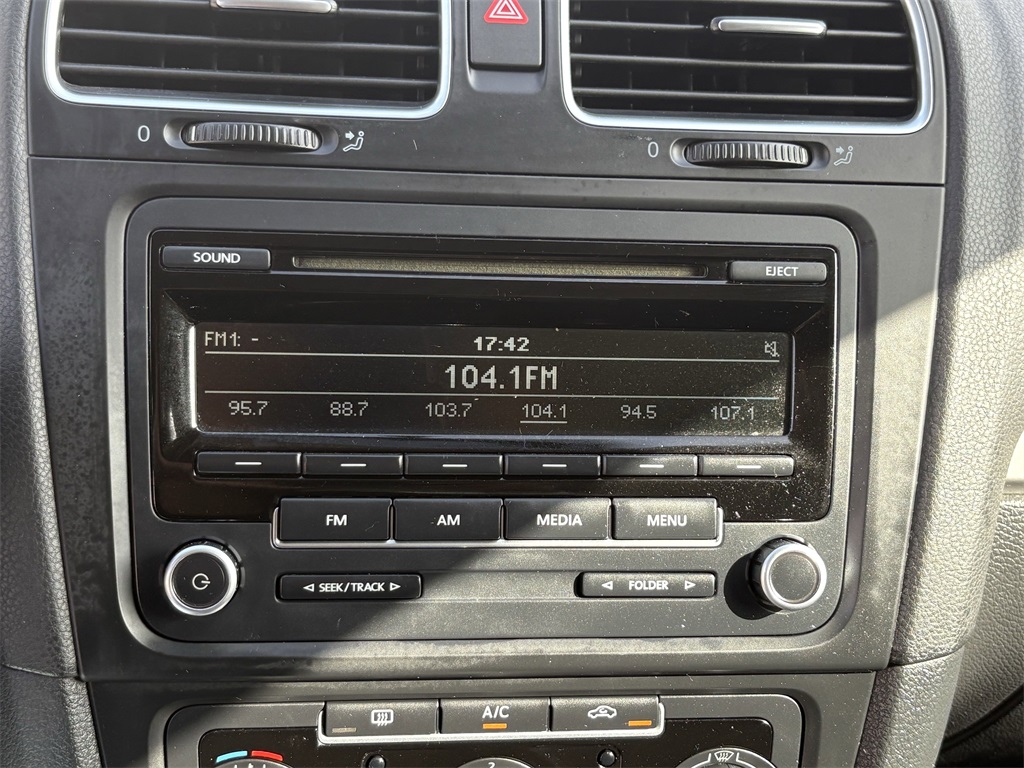 0
0
SOUND
EJECT
FM1: -
17:42
104.1FM
95.7 88.7 103.7 104.1 94.5 107.1
FM AM MEDIA MENU
SEEK/TRACK
FOLDER
A/C
2